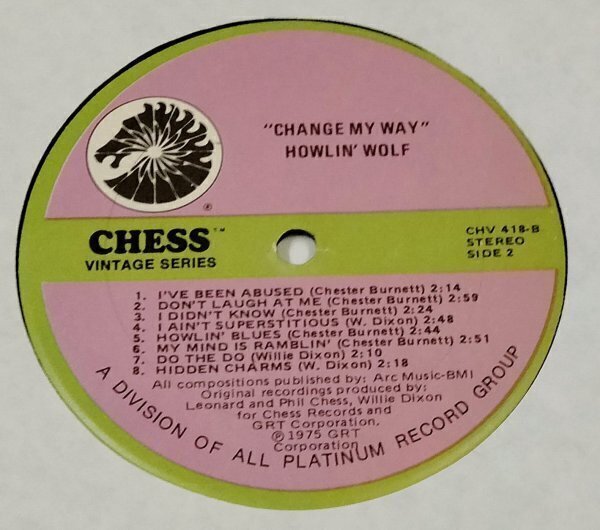 "CHANGE MY WAY"
HOWLIN' WOLF
®
CHESS™
VINTAGE SERIES
CHV 418-B
STEREO
SIDE 2
1. I'VE BEEN ABUSED (Chester Burnett) 2:14
2. DON'T LAUGH AT ME (Chester Burnett) 2:59
3. I DIDN'T KNOW (Chester Burnett) 2:24
4. I AIN'T SUPERSTITIOUS (W. Dixon) 2:48
5. HOWLIN' BLUES (Chester Burnett) 2:44
6. MY MIND IS RAMBLIN' (Chester Burnett) 2:51
7. DO THE DO (Willie Dixon) 2:10
8. HIDDEN CHARMS (W. Dixon) 2:18
All compositions published by: Arc Music-BMI
Original recordings produced by:
Leonard and Phil Chess, Willie Dixon
for Chess Records and
GRT Corporation.
℗ 1975 GRT
Corporation
A DIVISION OF ALL PLATINUM RECORD GROUP